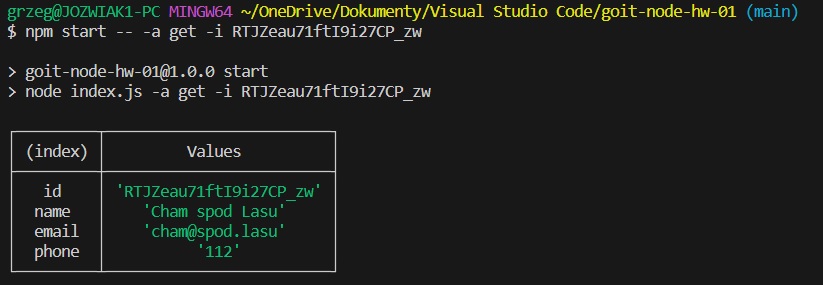 grzeg@JOZWIAK1-PC MINGW64 ~/OneDrive/Dokumenty/Visual Studio Code/goit-node-hw-01 (main)
$ npm start -- -a get -i RTJZeau71ftI9i27CP_zw
> goit-node-hw-01@1.0.0 start
> node index.js -a get -i RTJZeau71ftI9i27CP_zw
(index) Values
id 'RTJZeau71ftI9i27CP_zw'
name 'Cham spod Lasu'
email 'cham@spod.lasu'
phone '112'